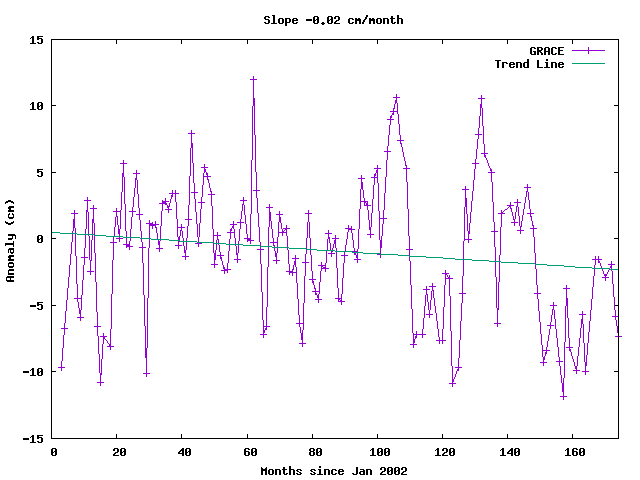 Slope -0.02 cm/month
15
10
5
0
-5
-10
-15
Anomaly (cm)
GRACE
Trend Line
0 20 40 60 80 100 120 140 160
Months since Jan 2002